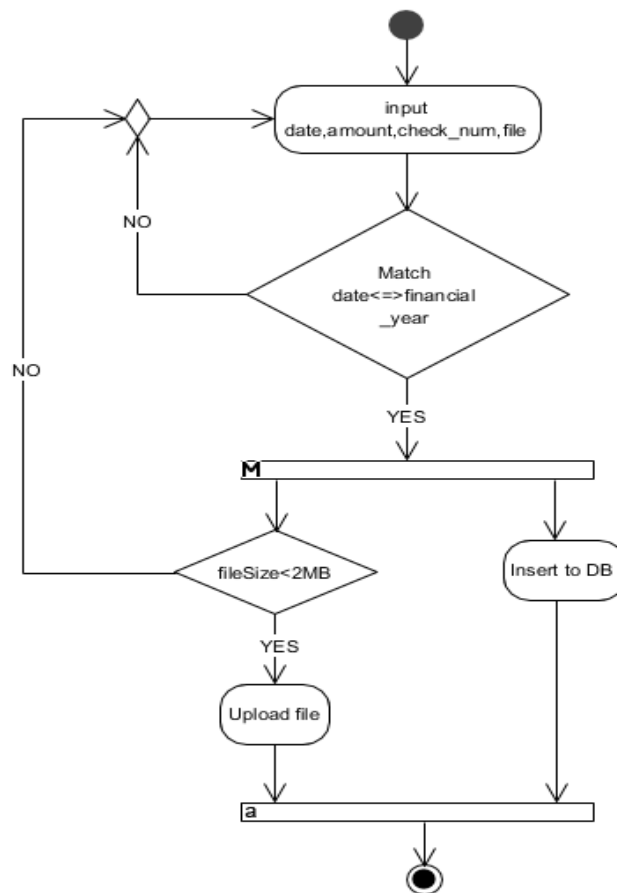 input
date,amount,check_num,file
NO
Match
date<=>financial
_year
NO
YES
M
fileSize<2MB
Insert to DB
YES
Upload file
a